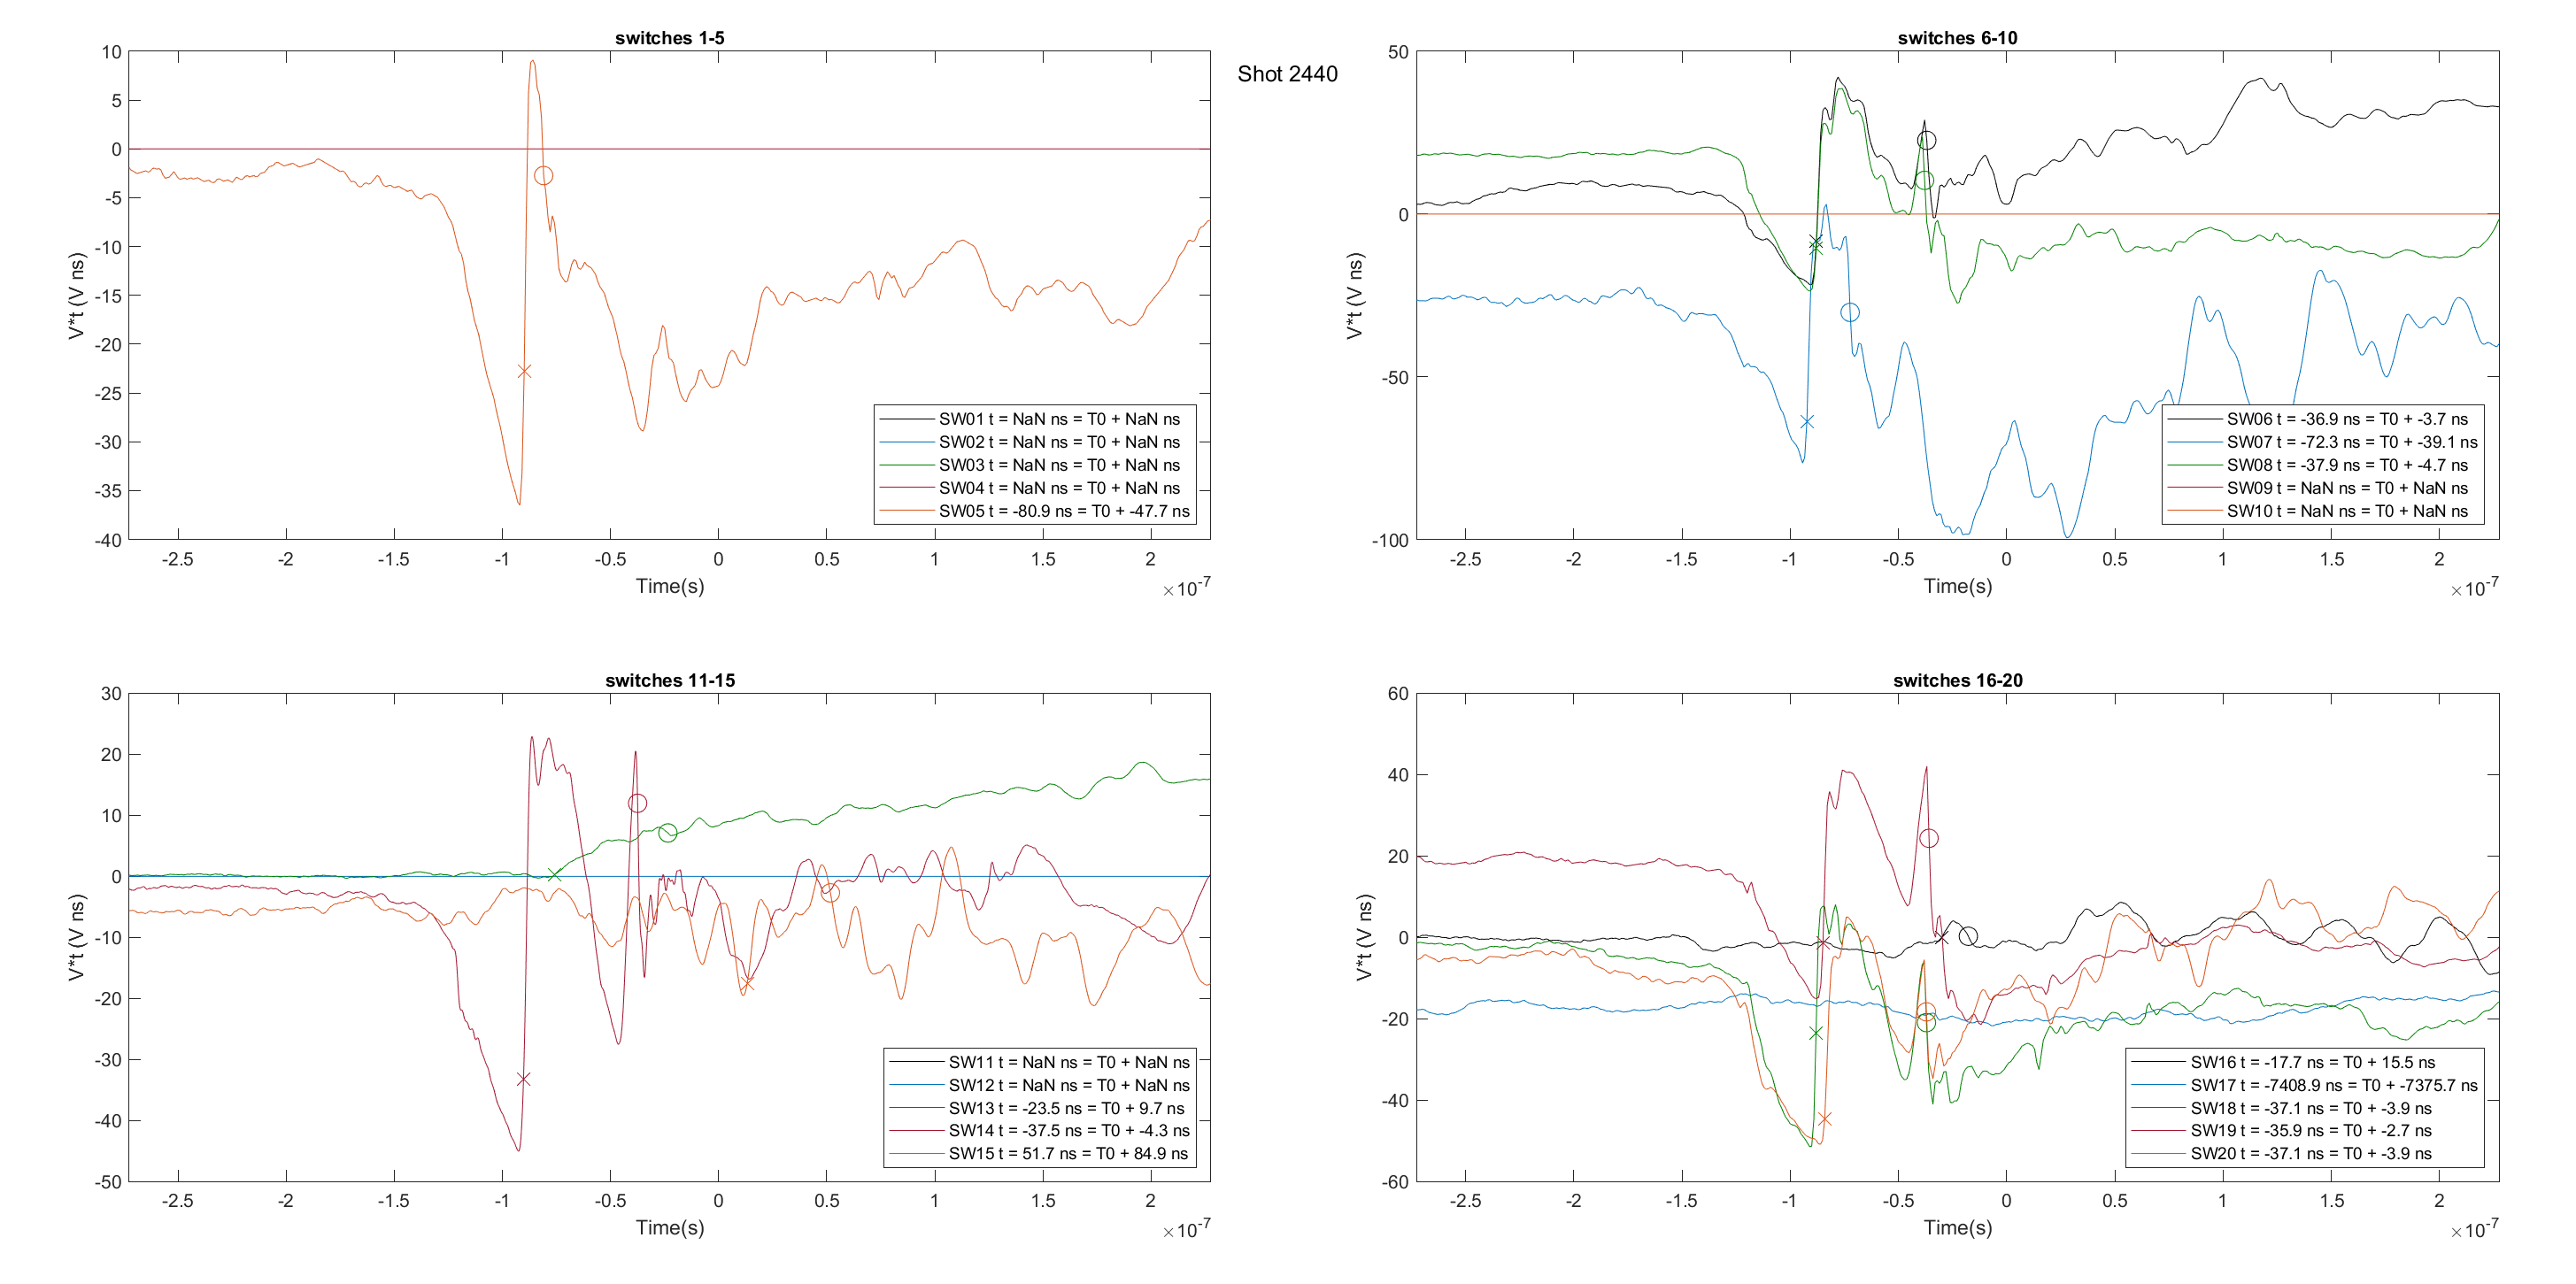 Shot 2440
switches 1-5
10
5
0
-5
-10
-15
-20
-25
-30
-35
-40
V*t (V ns)
-2.5 -2 -1.5 -1 -0.5 0 0.5 1 1.5 2
Time(s)
×10-7
SW01 t = NaN ns = T0 + NaN ns
SW02 t = NaN ns = T0 + NaN ns
SW03 t = NaN ns = T0 + NaN ns
SW04 t = NaN ns = T0 + NaN ns
SW05 t = -80.9 ns = T0 + -47.7 ns
switches 6-10
50
0
-50
-100
V*t (V ns)
-2.5 -2 -1.5 -1 -0.5 0 0.5 1 1.5 2
Time(s)
×10-7
SW06 t = -36.9 ns = T0 + -3.7 ns
SW07 t = -72.3 ns = T0 + -39.1 ns
SW08 t = -37.9 ns = T0 + -4.7 ns
SW09 t = NaN ns = T0 + NaN ns
SW10 t = NaN ns = T0 + NaN ns
switches 11-15
30
20
10
0
-10
-20
-30
-40
-50
V*t (V ns)
-2.5 -2 -1.5 -1 -0.5 0 0.5 1 1.5 2
Time(s)
×10-7
SW11 t = NaN ns = T0 + NaN ns
SW12 t = NaN ns = T0 + NaN ns
SW13 t = -23.5 ns = T0 + 9.7 ns
SW14 t = -37.5 ns = T0 + -4.3 ns
SW15 t = 51.7 ns = T0 + 84.9 ns
switches 16-20
60
40
20
0
-20
-40
-60
V*t (V ns)
-2.5 -2 -1.5 -1 -0.5 0 0.5 1 1.5 2
Time(s)
×10-7
SW16 t = -17.7 ns = T0 + 15.5 ns
SW17 t = -7408.9 ns = T0 + -7375.7 ns
SW18 t = -37.1 ns = T0 + -3.9 ns
SW19 t = -35.9 ns = T0 + -2.7 ns
SW20 t = -37.1 ns = T0 + -3.9 ns